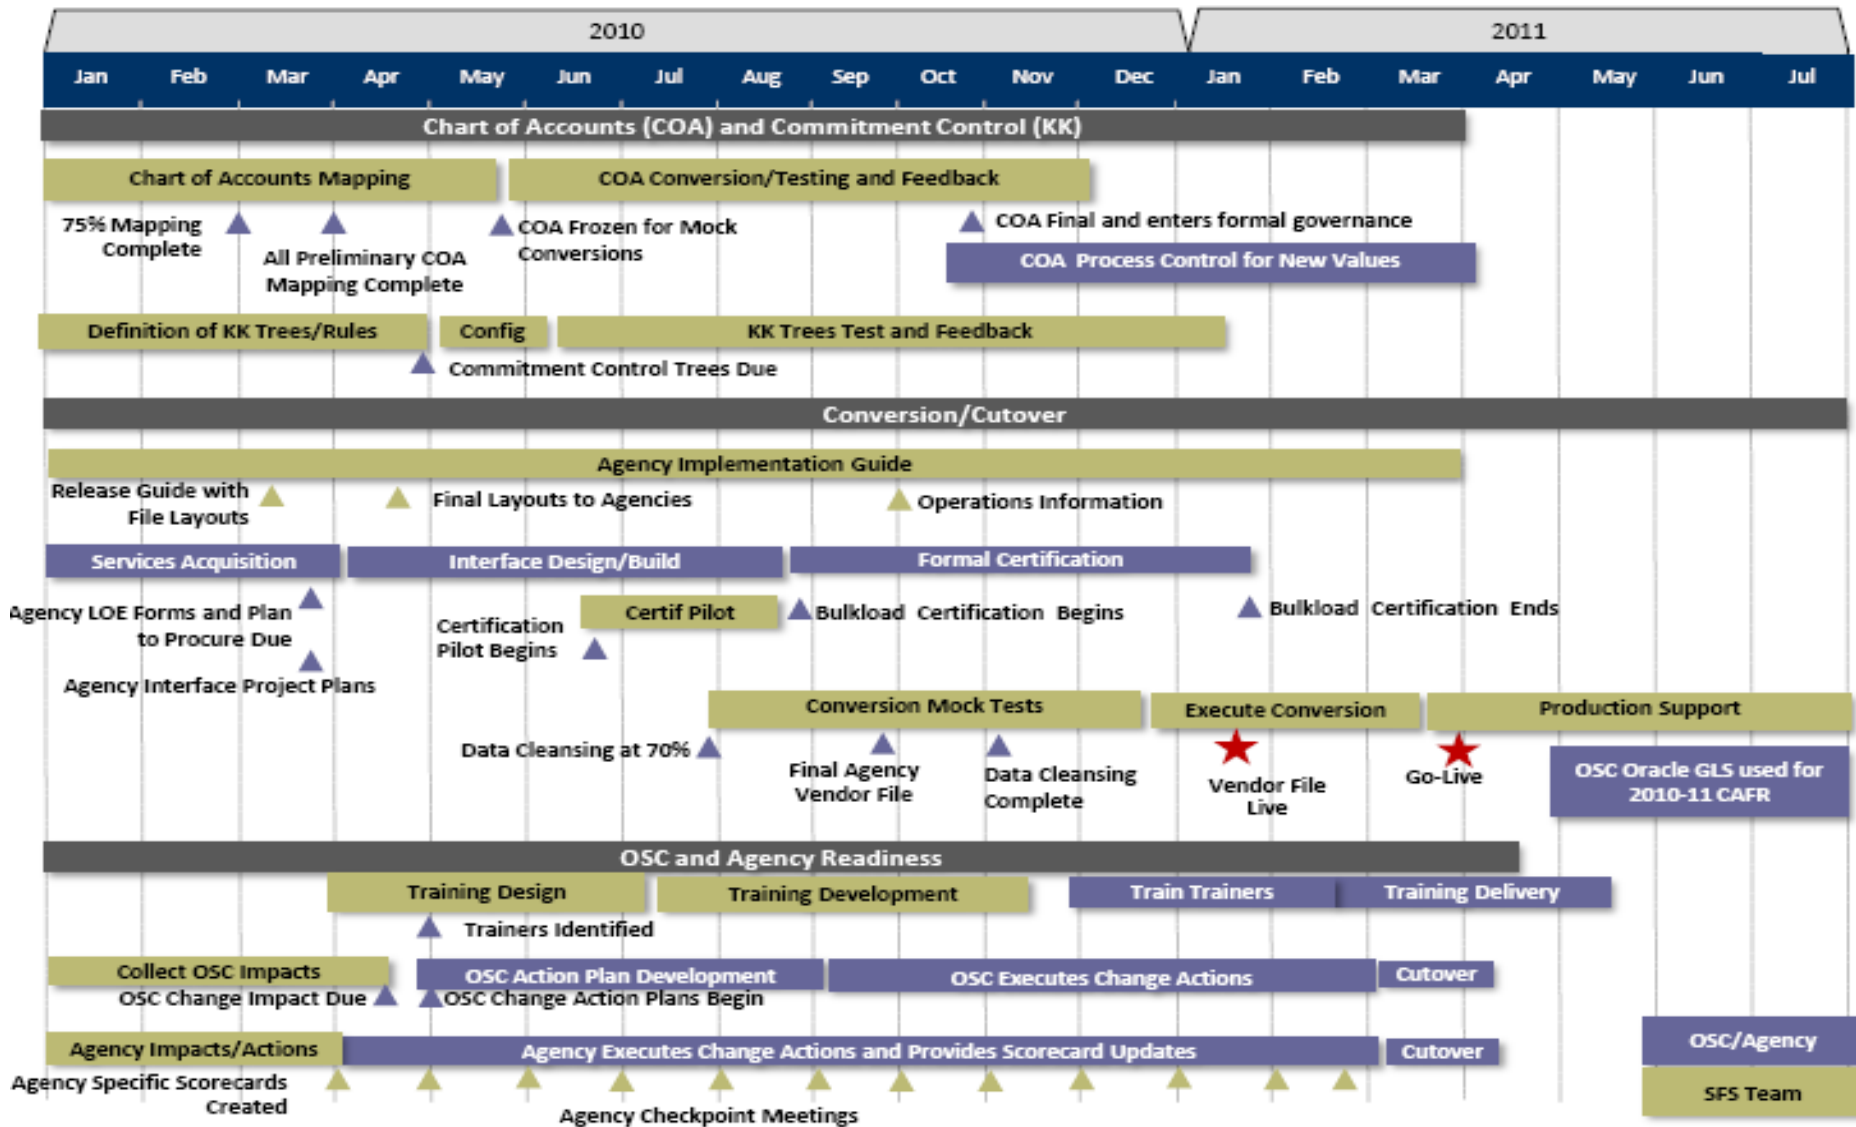 2010
2011
Jan Feb Mar Apr May Jun Jul Aug Sep Oct Nov Dec Jan Feb Mar Apr May Jun Jul
Chart of Accounts (COA) and Commitment Control (KK)
Chart of Accounts Mapping
COA Conversion/Testing and Feedback
75% Mapping
Complete
All Preliminary COA
Mapping Complete
COA Frozen for Mock
Conversions
COA Final and enters formal governance
COA Process Control for New Values
Definition of KK Trees/Rules
Config
KK Trees Test and Feedback
Commitment Control Trees Due
Conversion/Cutover
Agency Implementation Guide
Release Guide with
File Layouts
Final Layouts to Agencies
Operations Information
Services Acquisition
Interface Design/Build
Formal Certification
Agency LOE Forms and Plan
to Procure Due
Agency Interface Project Plans
Certification
Pilot Begins
Certif Pilot
Bulkload Certification Begins
Bulkload Certification Ends
Conversion Mock Tests
Execute Conversion
Production Support
Data Cleansing at 70%
Final Agency
Vendor File
Data Cleansing
Complete
Vendor File
Live
Go-Live
OSC Oracle GLS used for
2010-11 CAFR
OSC and Agency Readiness
Training Design
Training Development
Train Trainers
Training Delivery
Trainers Identified
Collect OSC Impacts
OSC Action Plan Development
OSC Executes Change Actions
Cutover
OSC Change Impact Due
OSC Change Action Plans Begin
Agency Impacts/Actions
Agency Executes Change Actions and Provides Scorecard Updates
Cutover
Agency Specific Scorecards
Created
Agency Checkpoint Meetings
OSC/Agency
SFS Team